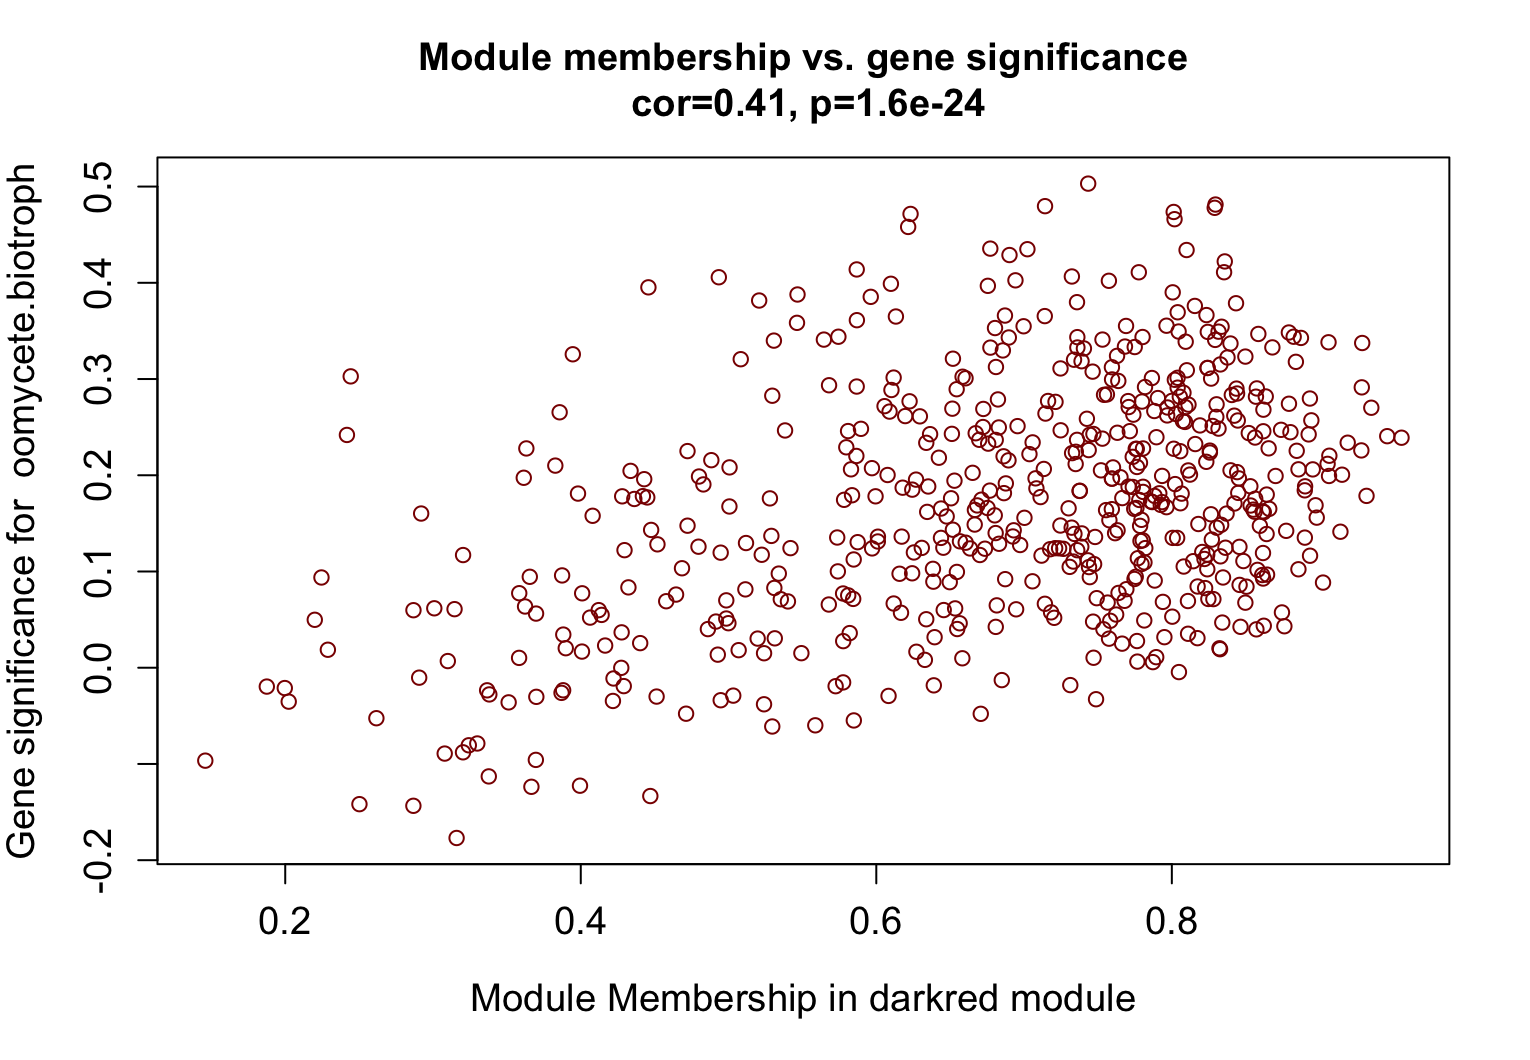 Module membership vs. gene significance
cor=0.41, p=1.6e-24
Gene significance for  oomycete.biotroph
0.5
0.4
0.3
0.2
0.1
0.0
-0.2
0.2 0.4 0.6 0.8
Module Membership in darkred module